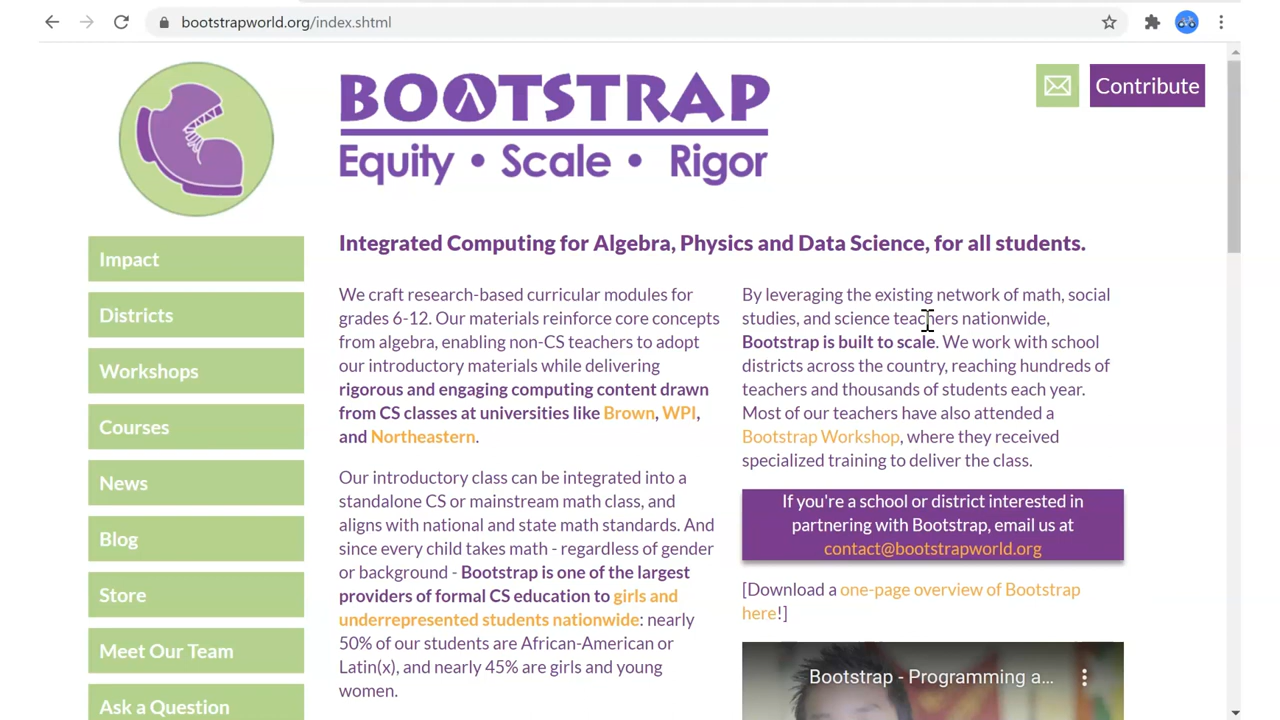 bootstrapworld.org/index.shtml
BOOTSTRAP
Equity • Scale • Rigor
Contribute
Impact
Districts
Workshops
Courses
News
Blog
Store
Meet Our Team
Ask a Question
Integrated Computing for Algebra, Physics and Data Science, for all students.
We craft research-based curricular modules for
grades 6-12. Our materials reinforce core concepts
from algebra, enabling non-CS teachers to adopt
our introductory materials while delivering
rigorous and engaging computing content drawn
from CS classes at universities like Brown, WPI,
and Northeastern.
Our introductory class can be integrated into a
standalone CS or mainstream math class, and
aligns with national and state math standards. And
since every child takes math - regardless of gender
or background - Bootstrap is one of the largest
providers of formal CS education to girls and
underrepresented students nationwide: nearly
50% of our students are African-American or
Latin(x), and nearly 45% are girls and young
women.
By leveraging the existing network of math, social
studies, and science teachers nationwide,
Bootstrap is built to scale. We work with school
districts across the country, reaching hundreds of
teachers and thousands of students each year.
Most of our teachers have also attended a
Bootstrap Workshop, where they received
specialized training to deliver the class.
If you're a school or district interested in
partnering with Bootstrap, email us at
contact@bootstrapworld.org
[Download a one-page overview of Bootstrap
here!]
Bootstrap - Programming a...